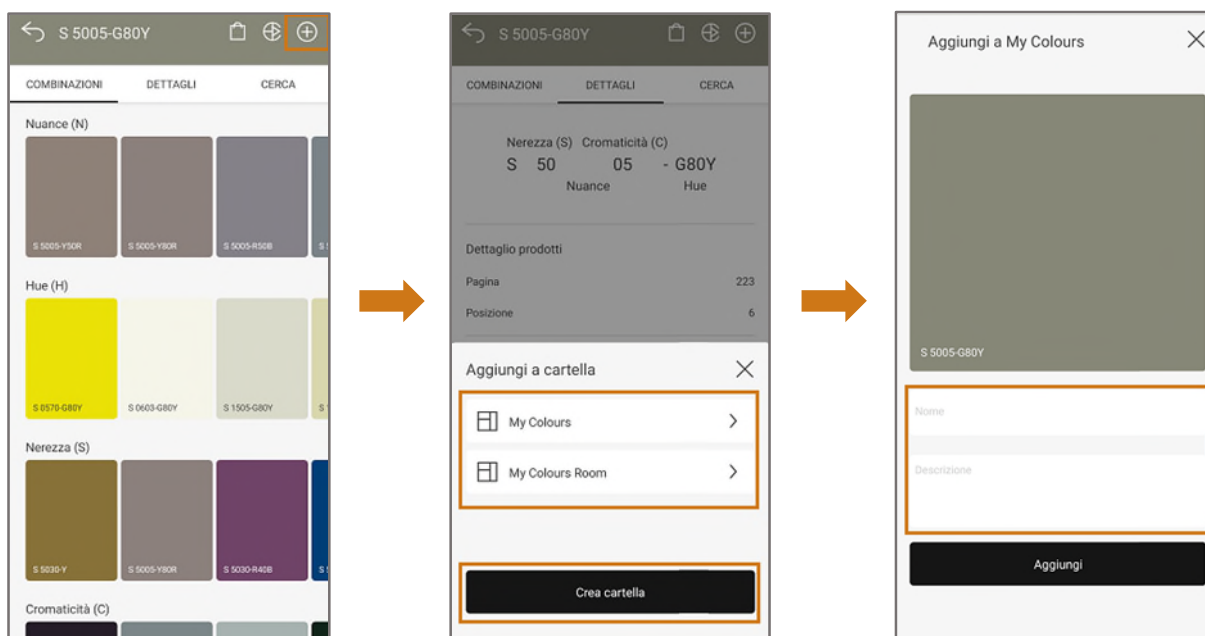 S 5005-G80Y
COMBINAZIONI DETTAGLI CERCA
Nuance (N)
S 5005-Y50R S 5005-Y80R S 5005-R50B
Hue (H)
S 0570-G80Y S 0603-G80Y S 1505-G80Y
Nerezza (S)
S 5030-Y S 5005-Y80R S 5030-R40B
Cromaticità (C)
S 5005-G80Y
COMBINAZIONI DETTAGLI CERCA
Nerezza (S) Cromaticità (C)
S 50 05 - G80Y
Nuance Hue
Dettaglio prodotti
Pagina 223
Posizione 6
Aggiungi a cartella
My Colours
My Colours Room
Crea cartella
Aggiungi a My Colours
S 5005-G80Y
Nome
Descrizione
Aggiungi